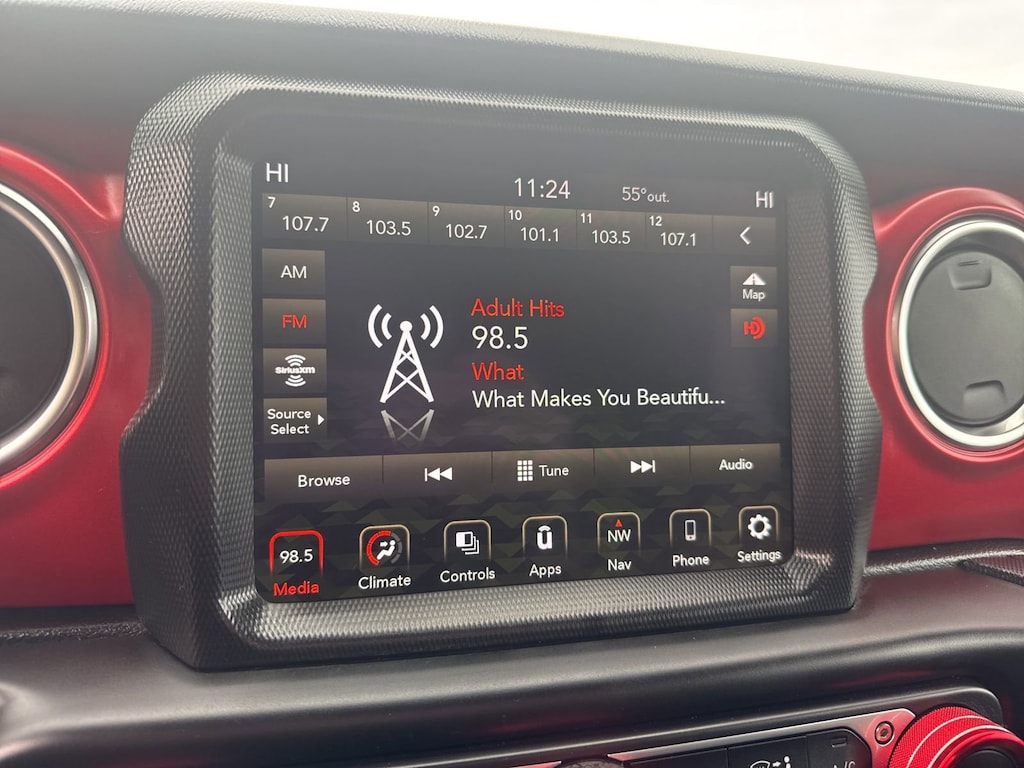 HI 11:24 55°out. HI
7 107.7 8 103.5 9 102.7 10 101.1 11 103.5 12 107.1
AM
Map
FM
HD
SiriusXM
Source
Select
Adult Hits
98.5
What
What Makes You Beautifu...
Browse Tune Audio
98.5 NW
Media Climate Controls Apps Nav Phone Settings
A/C